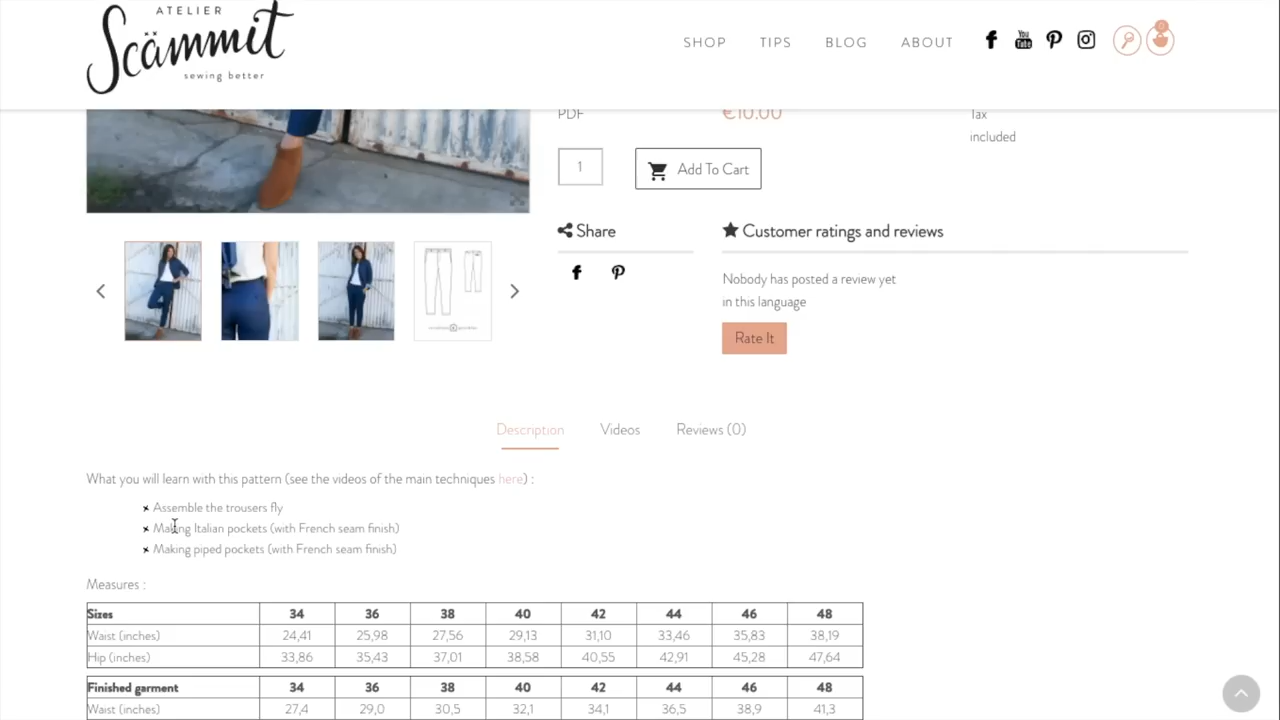 ATELIER
Scämmit
sewing better
SHOP TIPS BLOG ABOUT
You Tube
0
PDF €10.00 Tax
included
1 Add To Cart
Share Customer ratings and reviews
Nobody has posted a review yet
in this language
Rate It
Description Videos Reviews (0)
What you will learn with this pattern (see the videos of the main techniques here) :
Assemble the trousers fly
Making Italian pockets (with French seam finish)
Making piped pockets (with French seam finish)
Measures :
Sizes 34 36 38 40 42 44 46 48
Waist (inches) 24,41 25,98 27,56 29,13 31,10 33,46 35,83 38,19
Hip (inches) 33,86 35,43 37,01 38,58 40,55 42,91 45,28 47,64
Finished garment 34 36 38 40 42 44 46 48
Waist (inches) 27,4 29,0 30,5 32,1 34,1 36,5 38,9 41,3